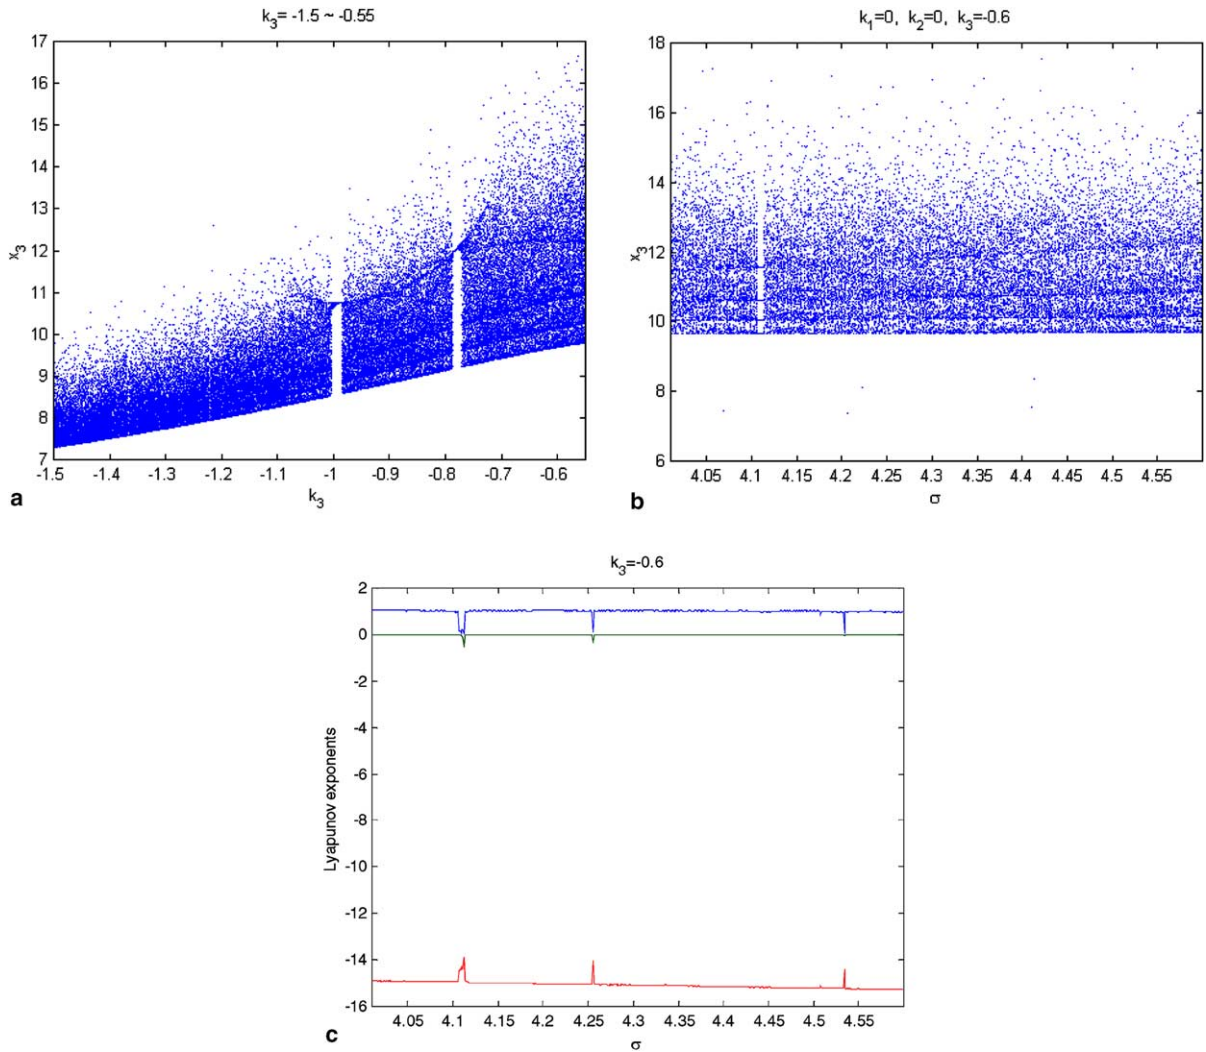 k3= -1.5 ~ -0.55
17
16
15
14
13
12
11
10
9
8
7
x3
-1.5 -1.4 -1.3 -1.2 -1.1 -1 -0.9 -0.8 -0.7 -0.6
k3
a
k1=0, k2=0, k3=-0.6
18
16
14
12
10
8
6
x3
4.05 4.1 4.15 4.2 4.25 4.3 4.35 4.4 4.45 4.5 4.55
σ
b
k3=-0.6
2
0
-2
-4
-6
-8
-10
-12
-14
-16
Lyapunov exponents
4.05 4.1 4.15 4.2 4.25 4.3 4.35 4.4 4.45 4.5 4.55
σ
c